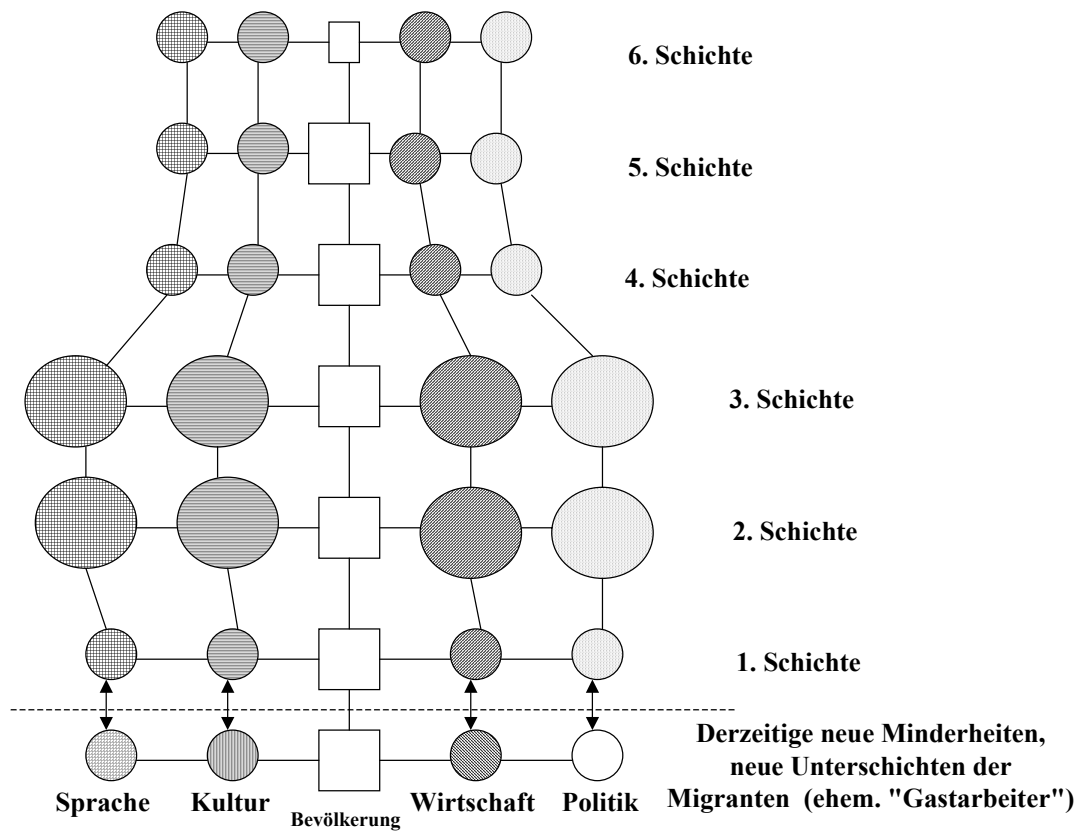 6. Schichte
5. Schichte
4. Schichte
3. Schichte
2. Schichte
1. Schichte
Derzeitige neue Minderheiten,
neue Unterschichten der
Migranten (ehem. "Gastarbeiter")
Sprache Kultur Bevölkerung Wirtschaft Politik